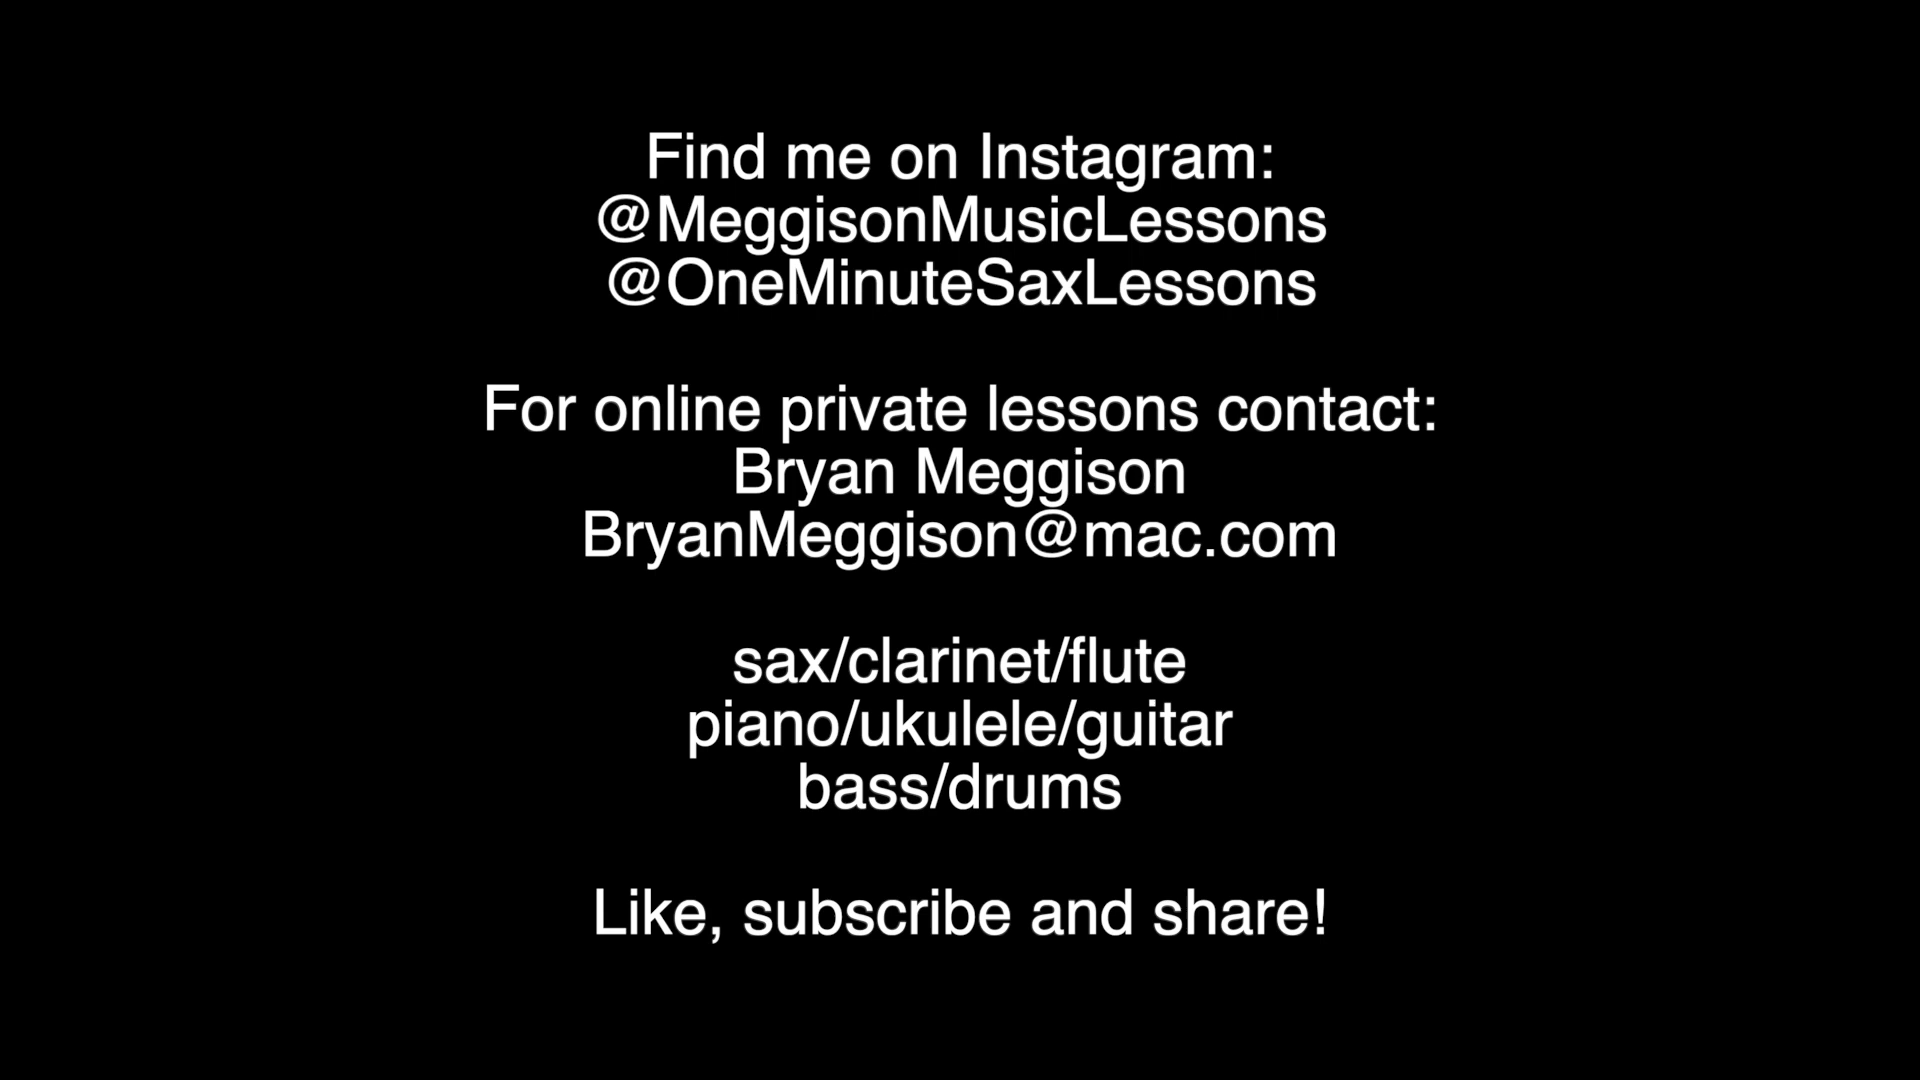 Find me on Instagram:
@MeggisonMusicLessons
@OneMinuteSaxLessons
For online private lessons contact:
Bryan Meggison
BryanMeggison@mac.com
sax/clarinet/flute
piano/ukulele/guitar
bass/drums
Like, subscribe and share!